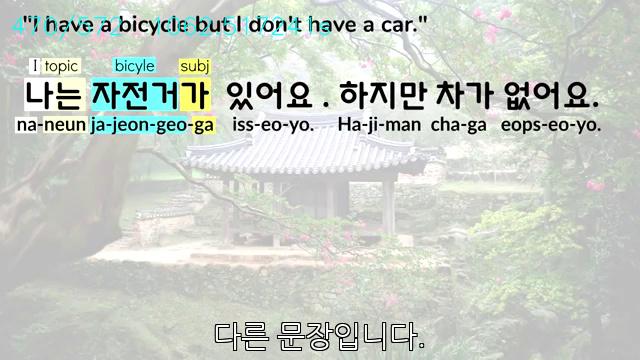 "I have a bicycle but I don't have a car."
I topic bicyle subj
나는 자전거가 있어요 . 하지만 차가 없어요.
na-neun ja-jeon-geo-ga iss-eo-yo. Ha-ji-man cha-ga eops-eo-yo.
다른 문장입니다.